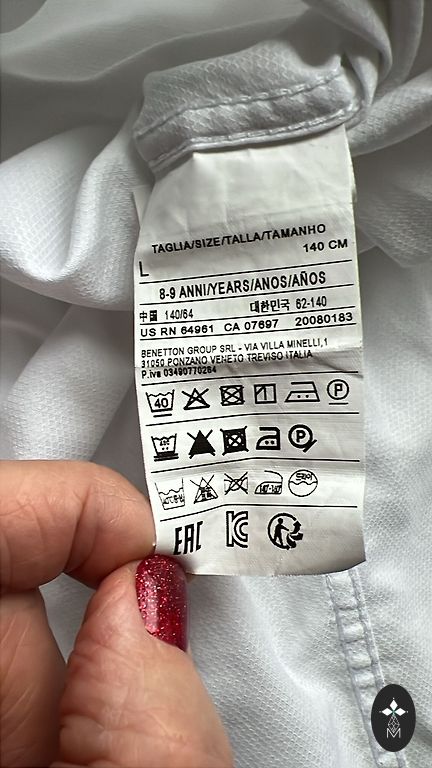 TAGLIA/SIZE/TALLA/TAMANHO
L 140 CM
8-9 ANNI/YEARS/ANOS/AÑOS
中国 140/64 대한민국 62-140
US RN 64961 CA 07697 20080183
BENETTON GROUP SRL - VIA VILLA MINELLI,1
31050 PONZANO VENETO TREVISO ITALIA
P.iva 03490770264
40 P
EAC KC
M